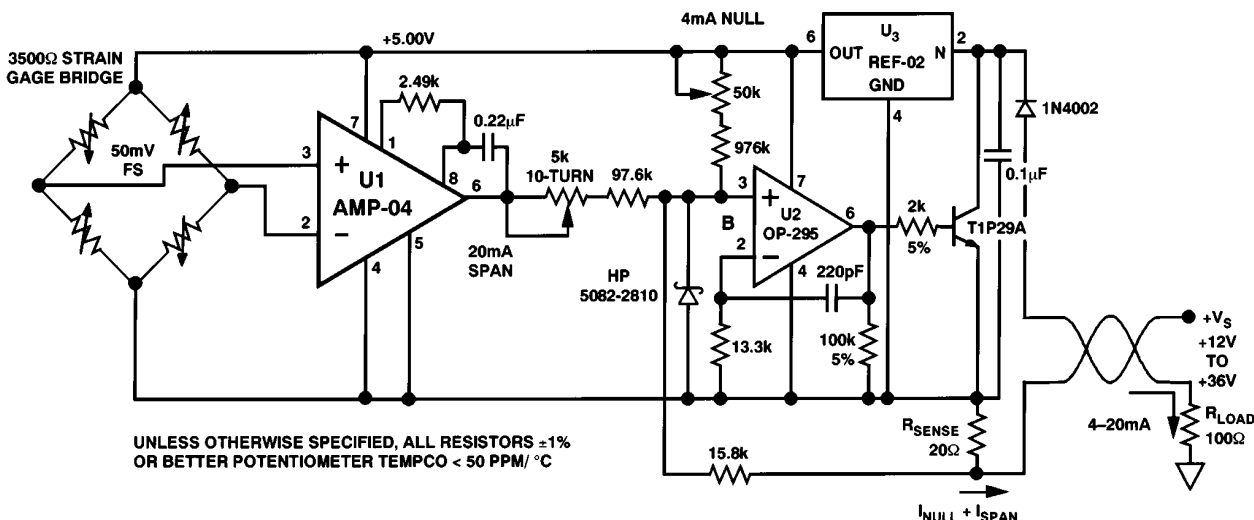 4mA NULL
3500Ω STRAIN
GAGE BRIDGE
+5.00V
6
OUT
U3
REF-02
GND
N
2
4
1N4002
2.49k
0.22μF
50k
976k
0.1μF
50mV
FS
7
1
3
+
8
U1
AMP-04
6
2
−
5
4
5k
10-TURN
97.6k
20mA
SPAN
3
+
7
B
U2
OP-295
6
2
−
4
2k
5%
T1P29A
HP
5082-2810
220pF
13.3k
100k
5%
+VS
+12V
TO
+36V
4–20mA
RLOAD
100Ω
RSENSE
20Ω
15.8k
INULL + ISPAN
UNLESS OTHERWISE SPECIFIED, ALL RESISTORS ±1%
OR BETTER POTENTIOMETER TEMPCO < 50 PPM/ °C